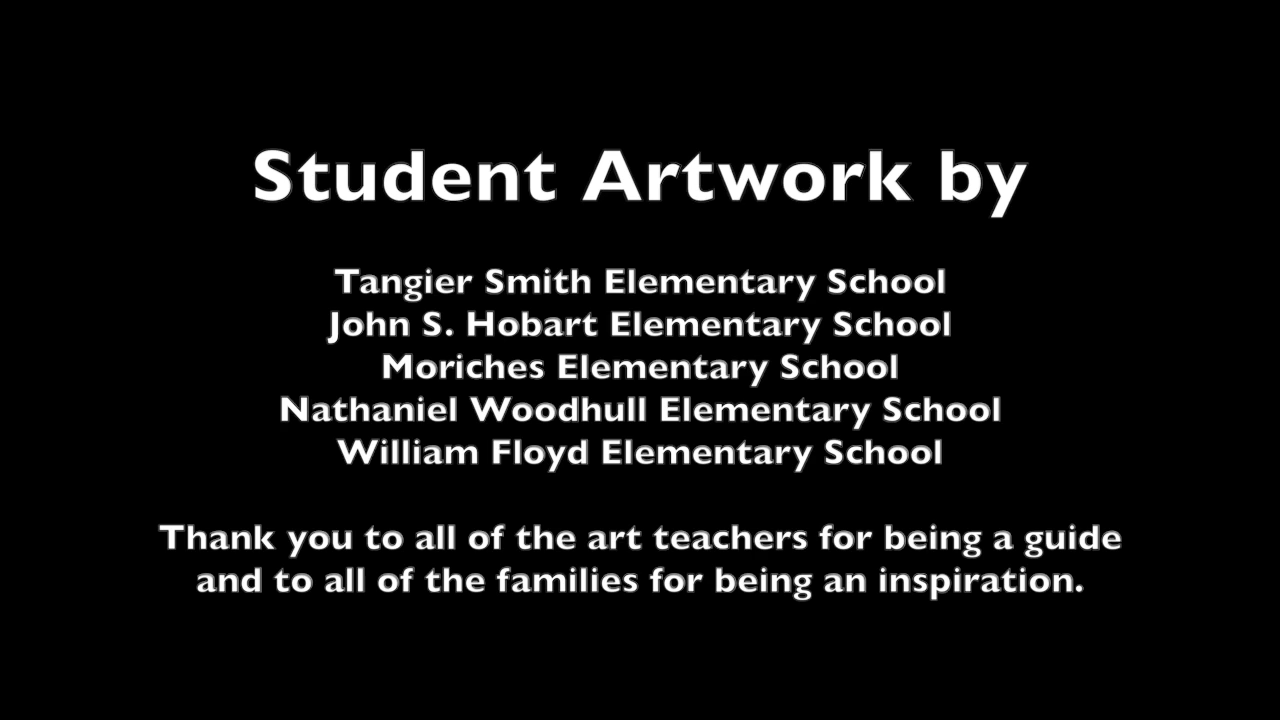 Student Artwork by
Tangier Smith Elementary School
John S. Hobart Elementary School
Moriches Elementary School
Nathaniel Woodhull Elementary School
William Floyd Elementary School
Thank you to all of the art teachers for being a guide
and to all of the families for being an inspiration.